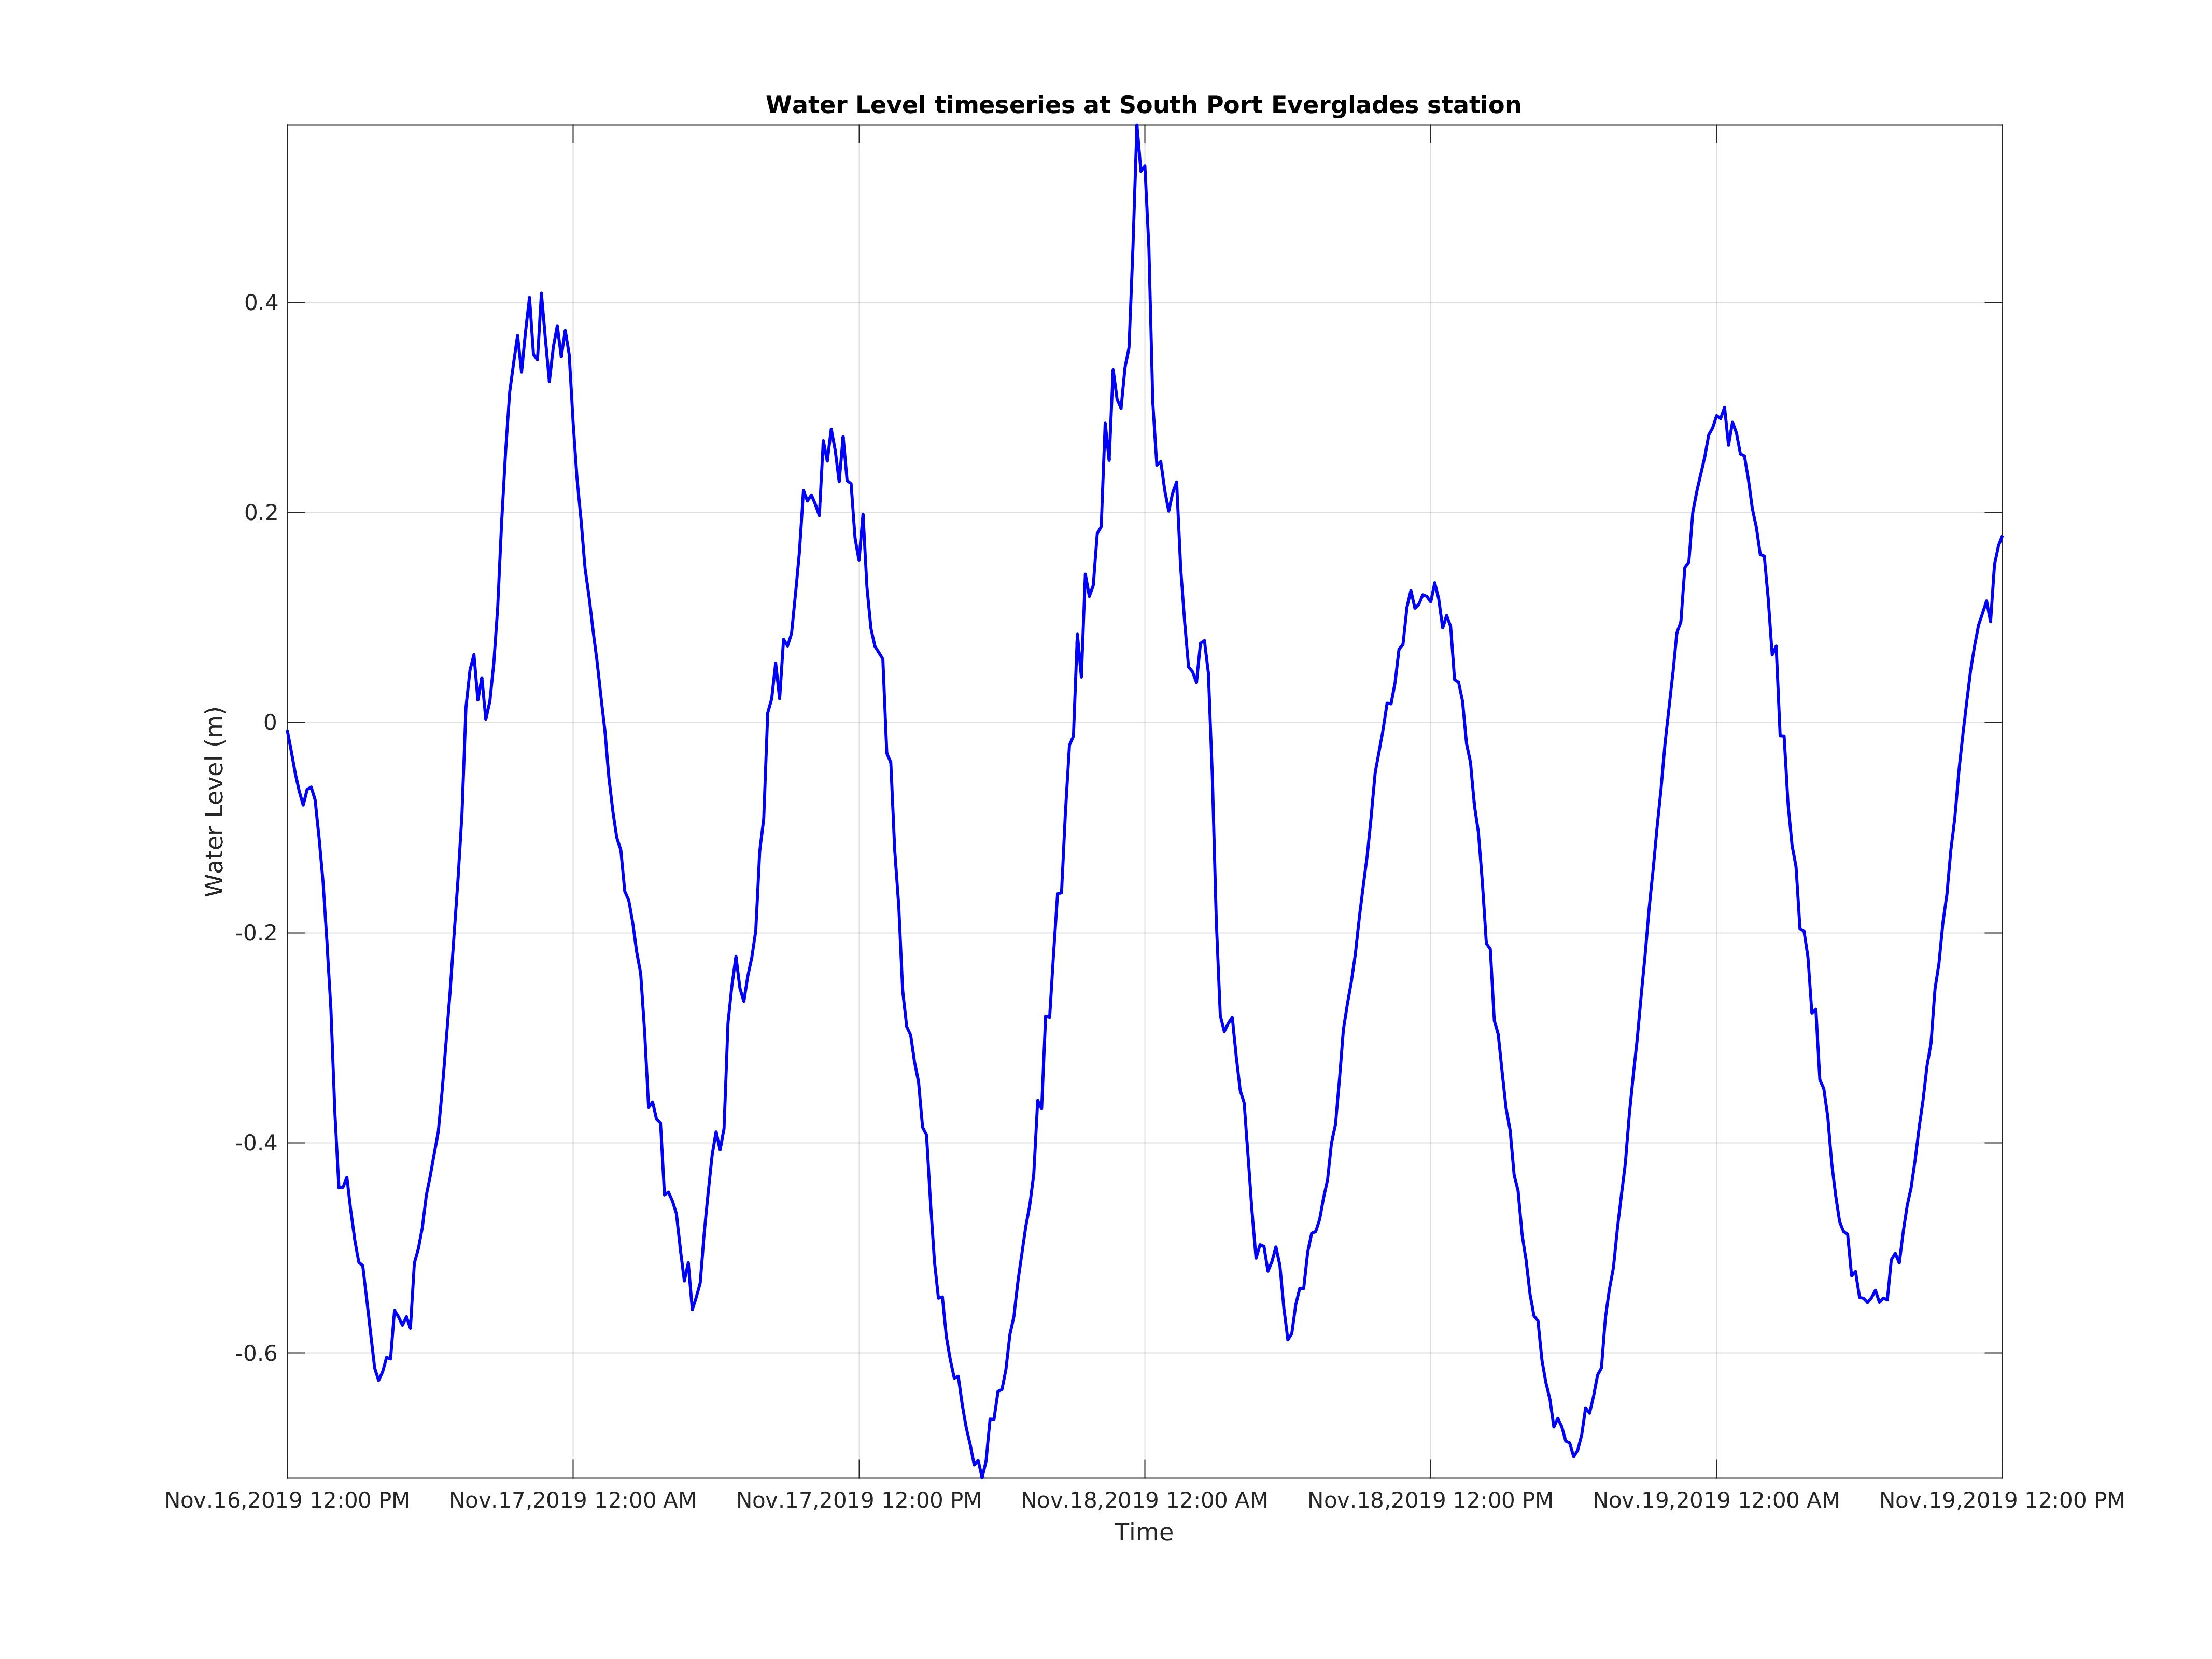 Water Level timeseries at South Port Everglades station
0.4
0.2
0
-0.2
-0.4
-0.6
Water Level (m)
Nov.16,2019 12:00 PM Nov.17,2019 12:00 AM Nov.17,2019 12:00 PM Nov.18,2019 12:00 AM Nov.18,2019 12:00 PM Nov.19,2019 12:00 AM Nov.19,2019 12:00 PM
Time